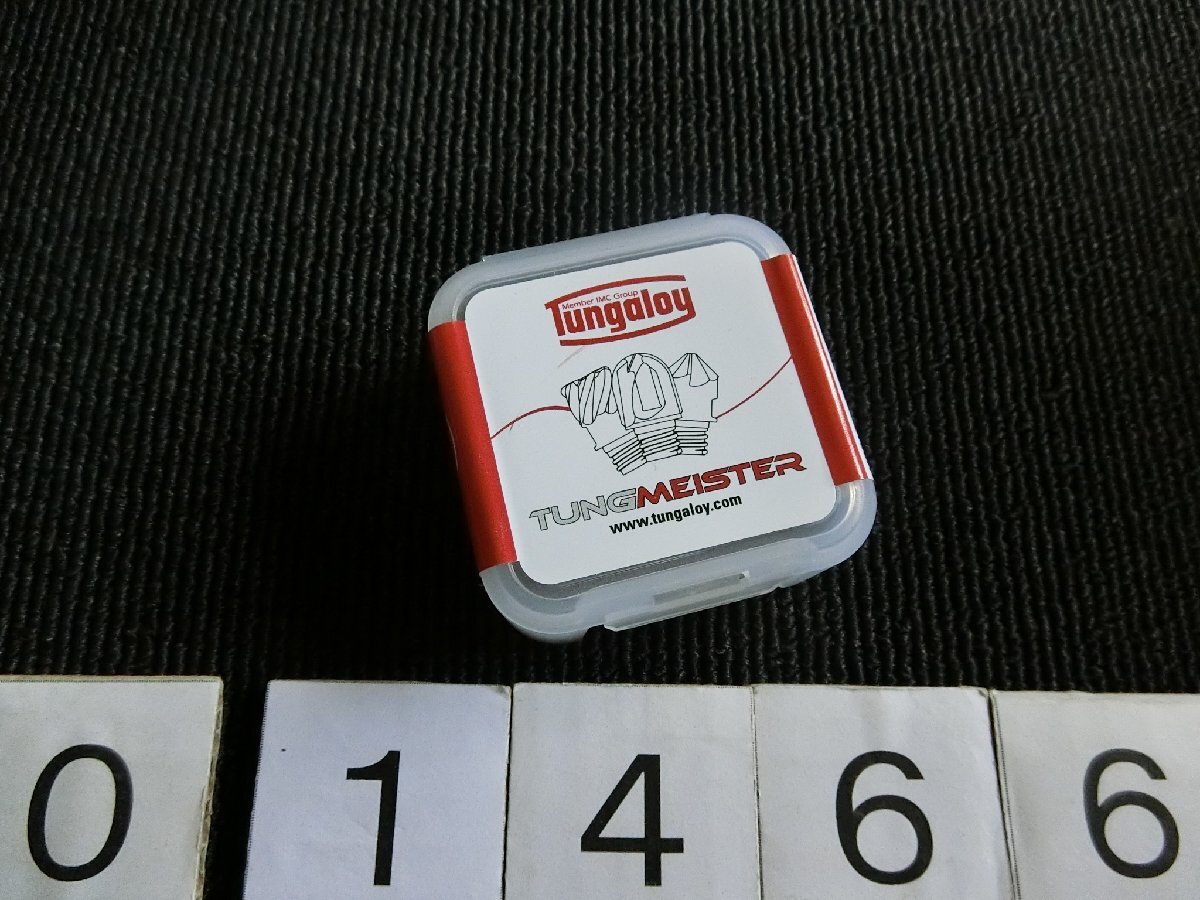 Member IMC Group
Tungaloy
TUNGMEISTER
www.tungaloy.com
0 1 4 6 6